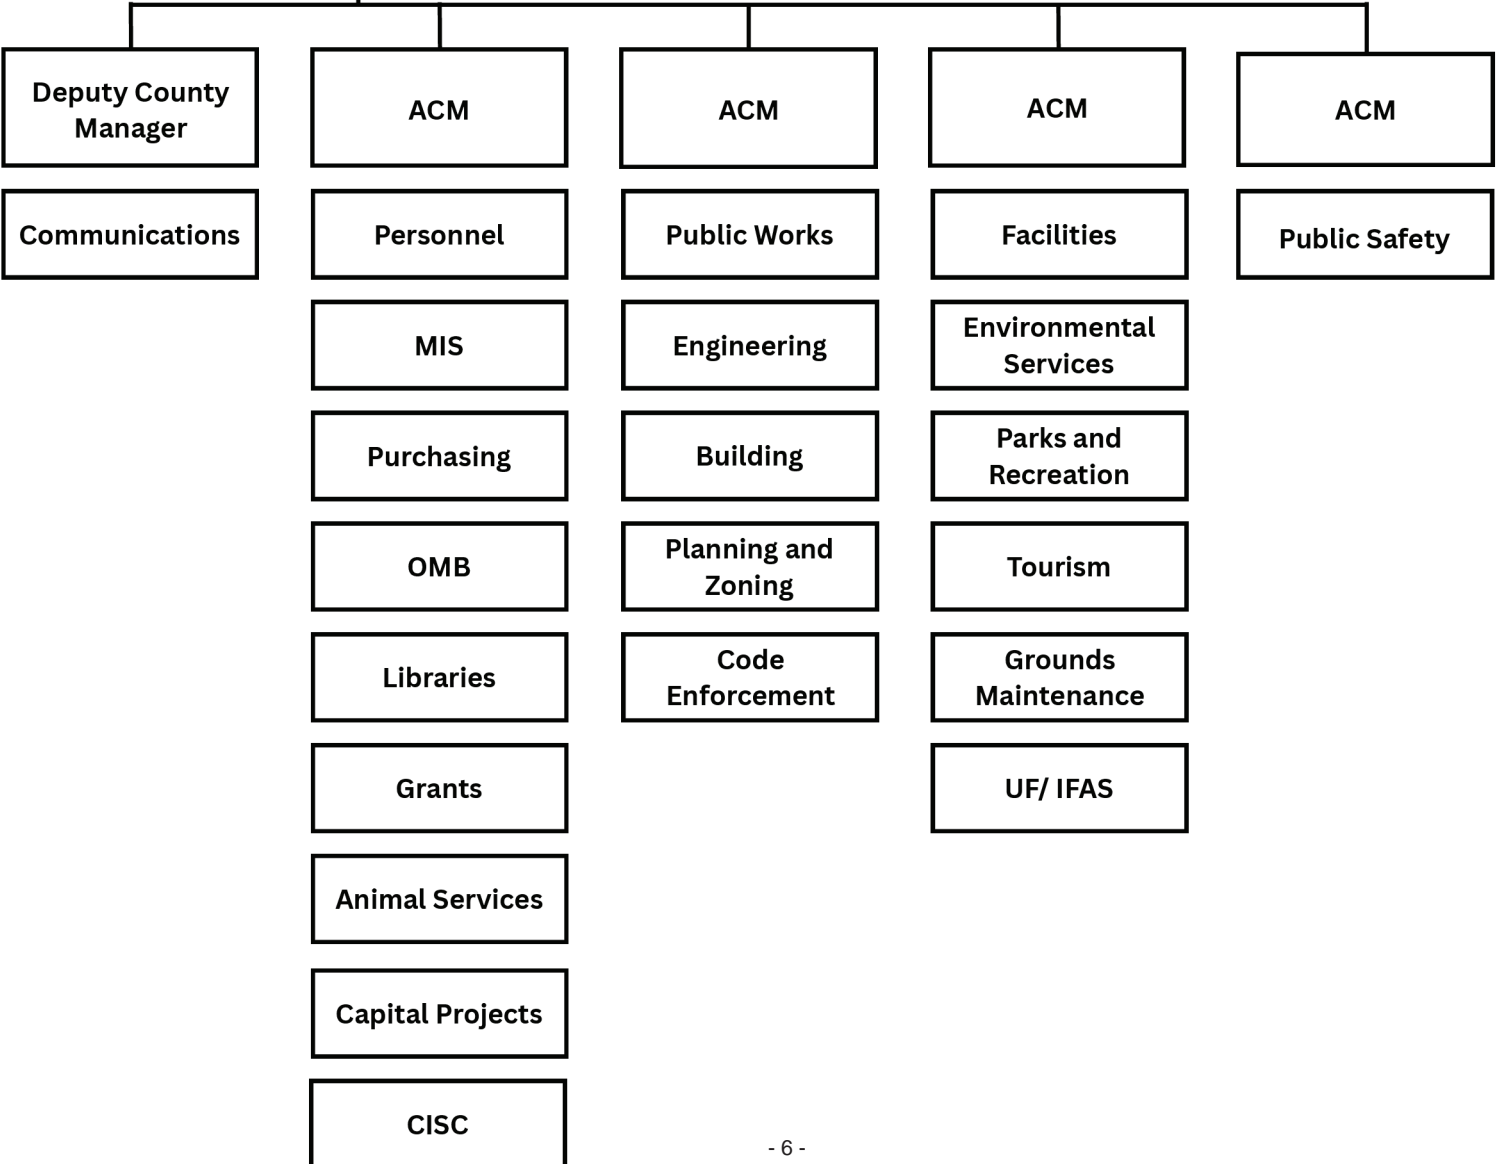 Deputy County
Manager
Communications
ACM
Personnel
MIS
Purchasing
OMB
Libraries
Grants
Animal Services
Capital Projects
CISC
ACM
Public Works
Engineering
Building
Planning and
Zoning
Code
Enforcement
ACM
Facilities
Environmental
Services
Parks and
Recreation
Tourism
Grounds
Maintenance
UF/ IFAS
ACM
Public Safety
- 6 -